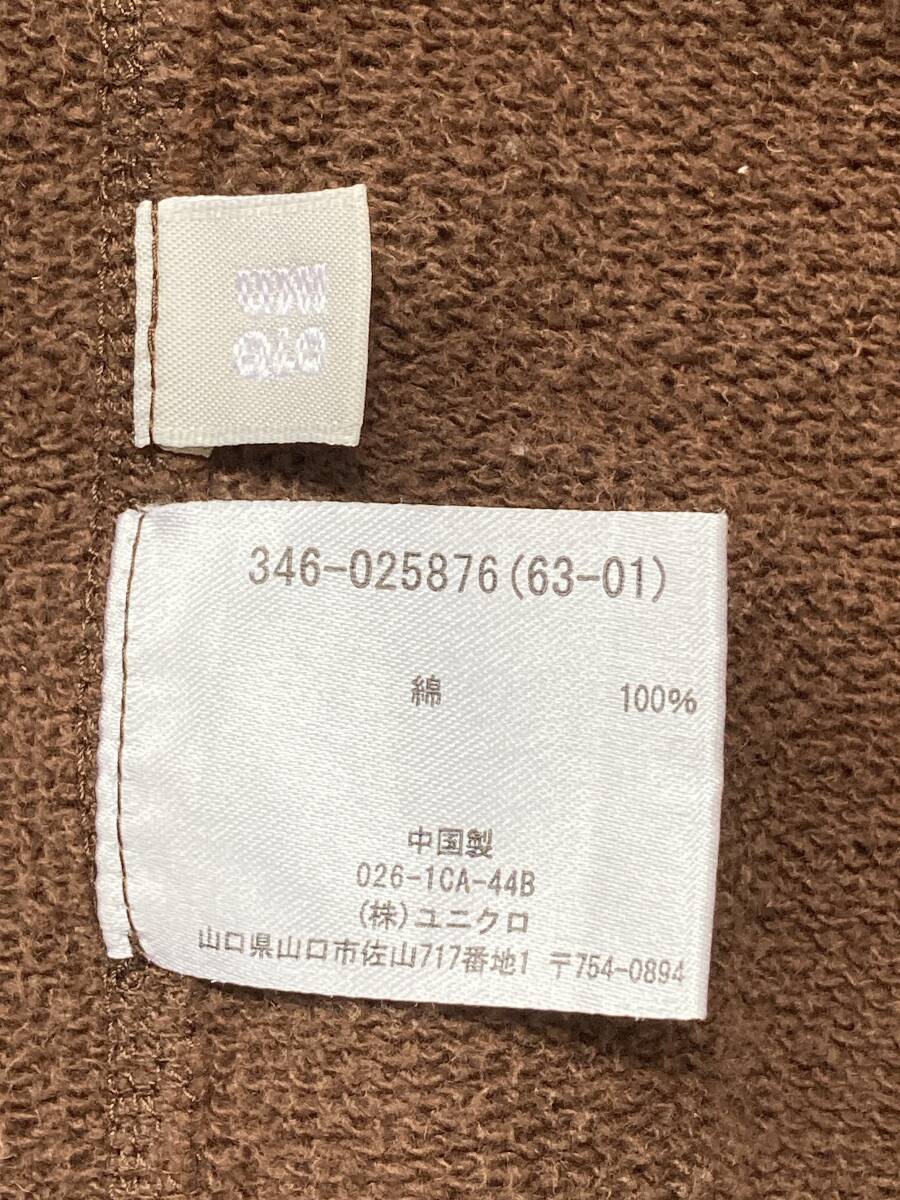 346-025876(63-01)
綿 100%
中国製
026-1CA-44B
(株)ユニクロ
山口県山口市佐山717番地1 〒754-0894